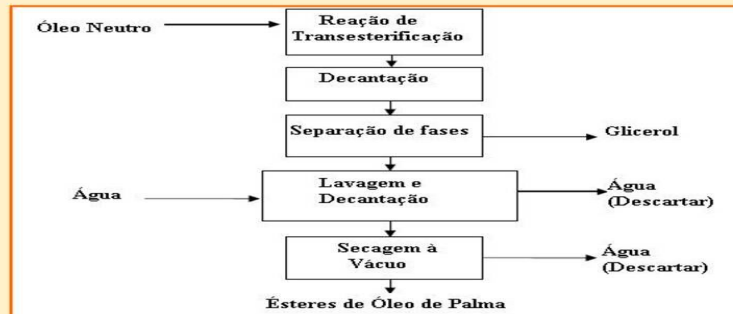 Óleo Neutro
Reação de
Transesterificação
Decantação
Separação de fases
Glicerol
Água
Lavagem e
Decantação
Água
(Descartar)
Secagem à
Vácuo
Água
(Descartar)
Ésteres de Óleo de Palma